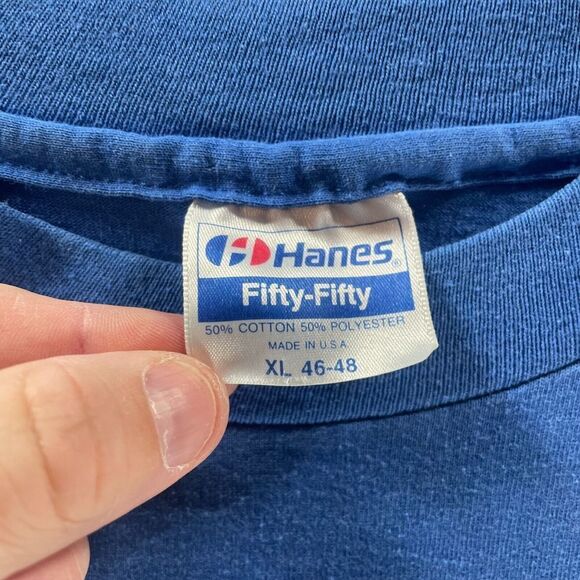 Hanes®
Fifty-Fifty
50% COTTON 50% POLYESTER
MADE IN U.S.A.
XL 46-48